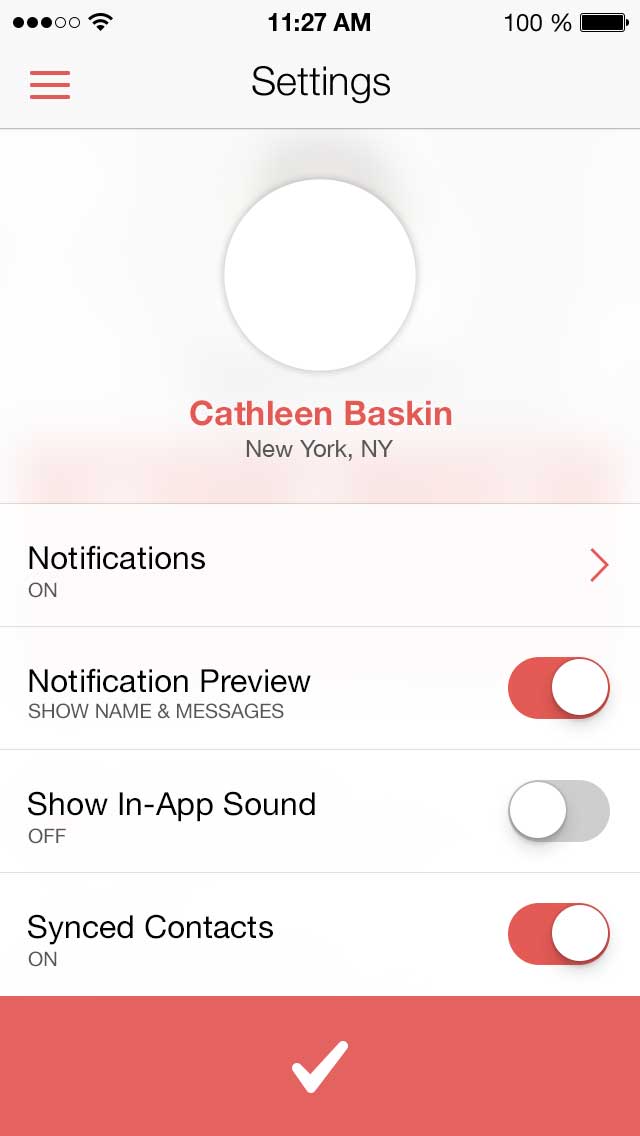 11:27 AM 100 %
Settings
Cathleen Baskin
New York, NY
Notifications
ON
Notification Preview
SHOW NAME & MESSAGES
Show In-App Sound
OFF
Synced Contacts
ON